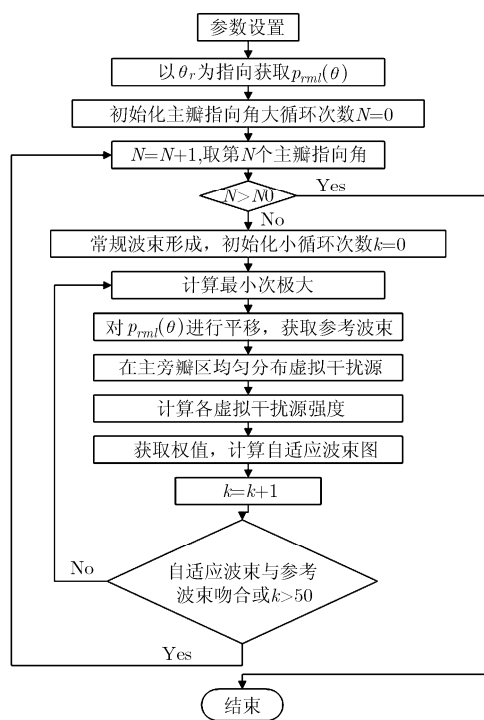 参数设置
以θr为指向获取prml(θ)
初始化主瓣指向角大循环次数N=0
N=N+1,取第N个主瓣指向角
N>N0
Yes
No
常规波束形成，初始化小循环次数k=0
计算最小次极大
对prml(θ)进行平移，获取参考波束
在主旁瓣区均匀分布虚拟干扰源
计算各虚拟干扰源强度
获取权值，计算自适应波束图
k=k+1
No
自适应波束与参考
波束吻合或k>50
Yes
结束